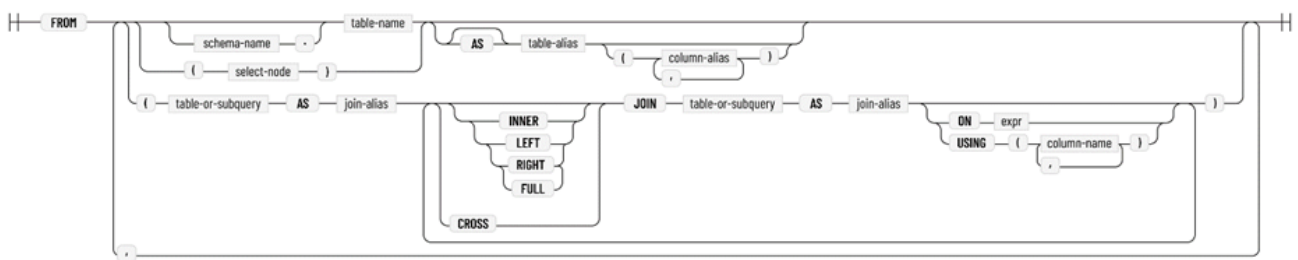 FROM table-name
schema-name . AS table-alias
( select-node ) ( column-alias )
,
( table-or-subquery AS join-alias JOIN table-or-subquery AS join-alias )
INNER ON expr
LEFT USING ( column-name )
RIGHT ,
FULL
CROSS
,